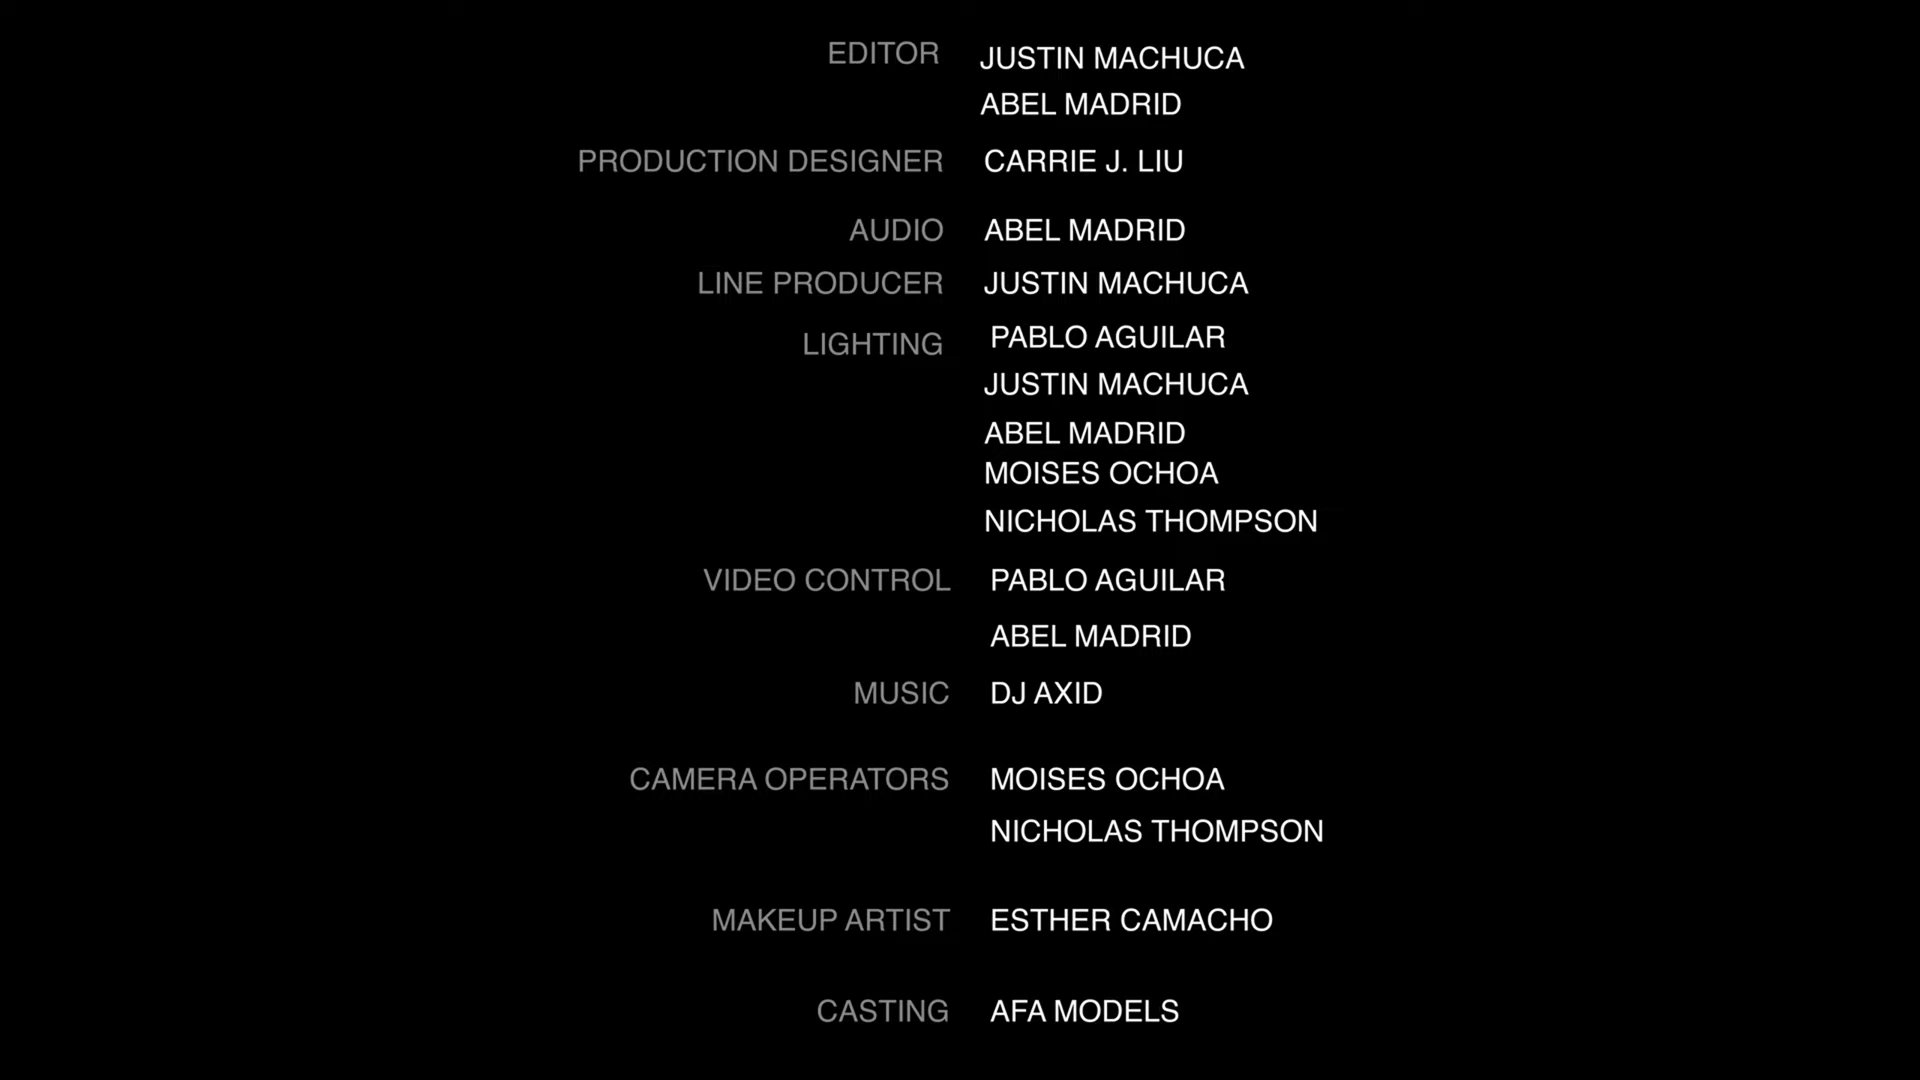 EDITOR JUSTIN MACHUCA
ABEL MADRID
PRODUCTION DESIGNER CARRIE J. LIU
AUDIO ABEL MADRID
LINE PRODUCER JUSTIN MACHUCA
LIGHTING PABLO AGUILAR
JUSTIN MACHUCA
ABEL MADRID
MOISES OCHOA
NICHOLAS THOMPSON
VIDEO CONTROL PABLO AGUILAR
ABEL MADRID
MUSIC DJ AXID
CAMERA OPERATORS MOISES OCHOA
NICHOLAS THOMPSON
MAKEUP ARTIST ESTHER CAMACHO
CASTING AFA MODELS